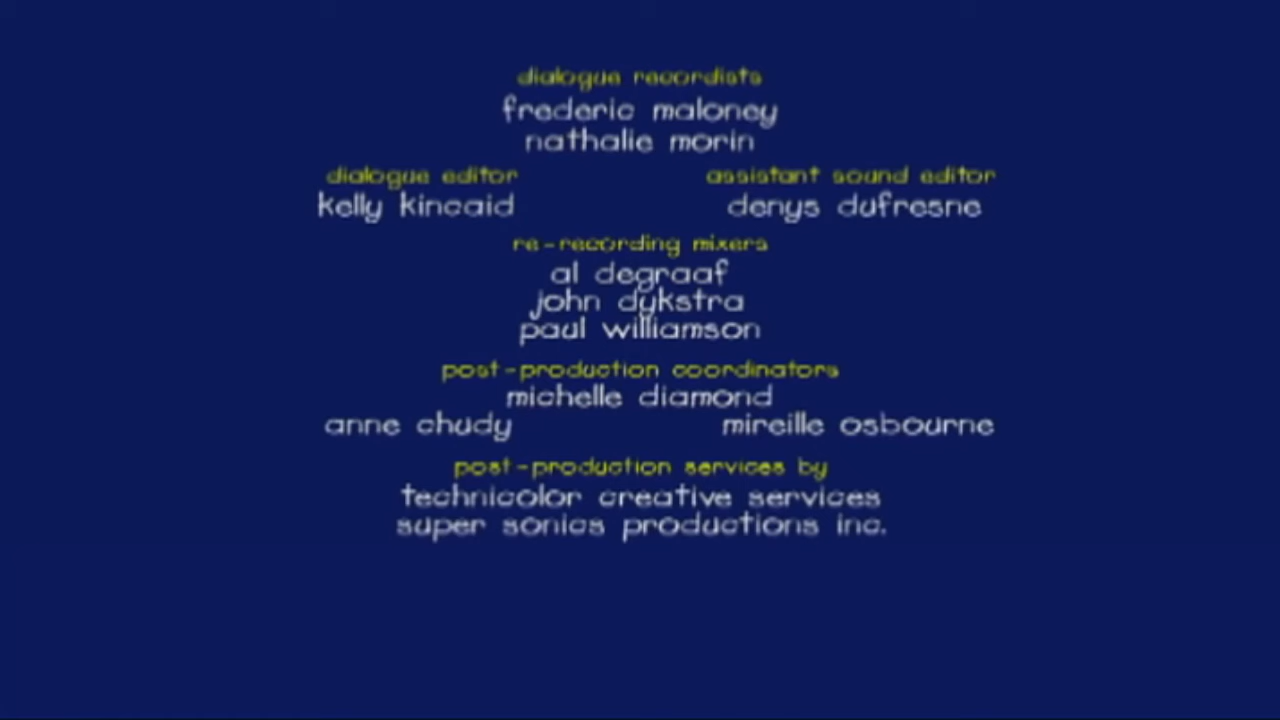 dialogue recordists
frederic maloney
nathalie morin
dialogue editor assistant sound editor
kelly kincaid denys dufresne
re-recording mixers
al degraaf
john dykstra
paul williamson
post-production coordinators
michelle diamond
anne chudy mireille osbourne
post-production services by
technicolor creative services
super sonics productions inc.